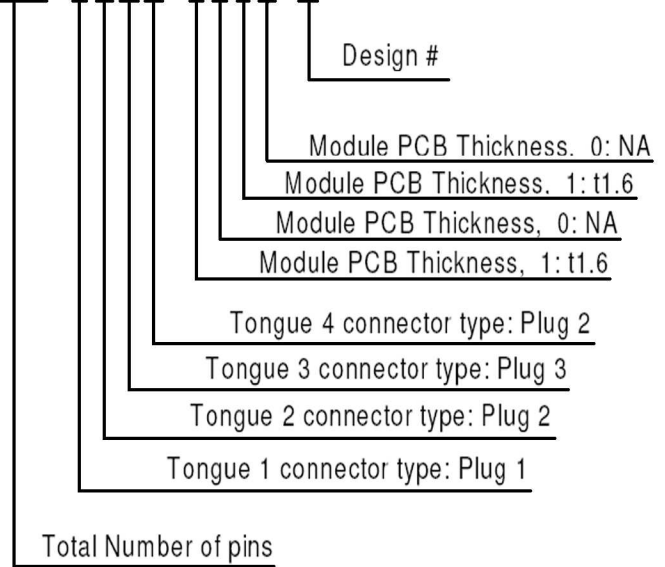 Design #
Module PCB Thickness. 0: NA
Module PCB Thickness. 1: t1.6
Module PCB Thickness, 0: NA
Module PCB Thickness, 1: t1.6
Tongue 4 connector type: Plug 2
Tongue 3 connector type: Plug 3
Tongue 2 connector type: Plug 2
Tongue 1 connector type: Plug 1
Total Number of pins